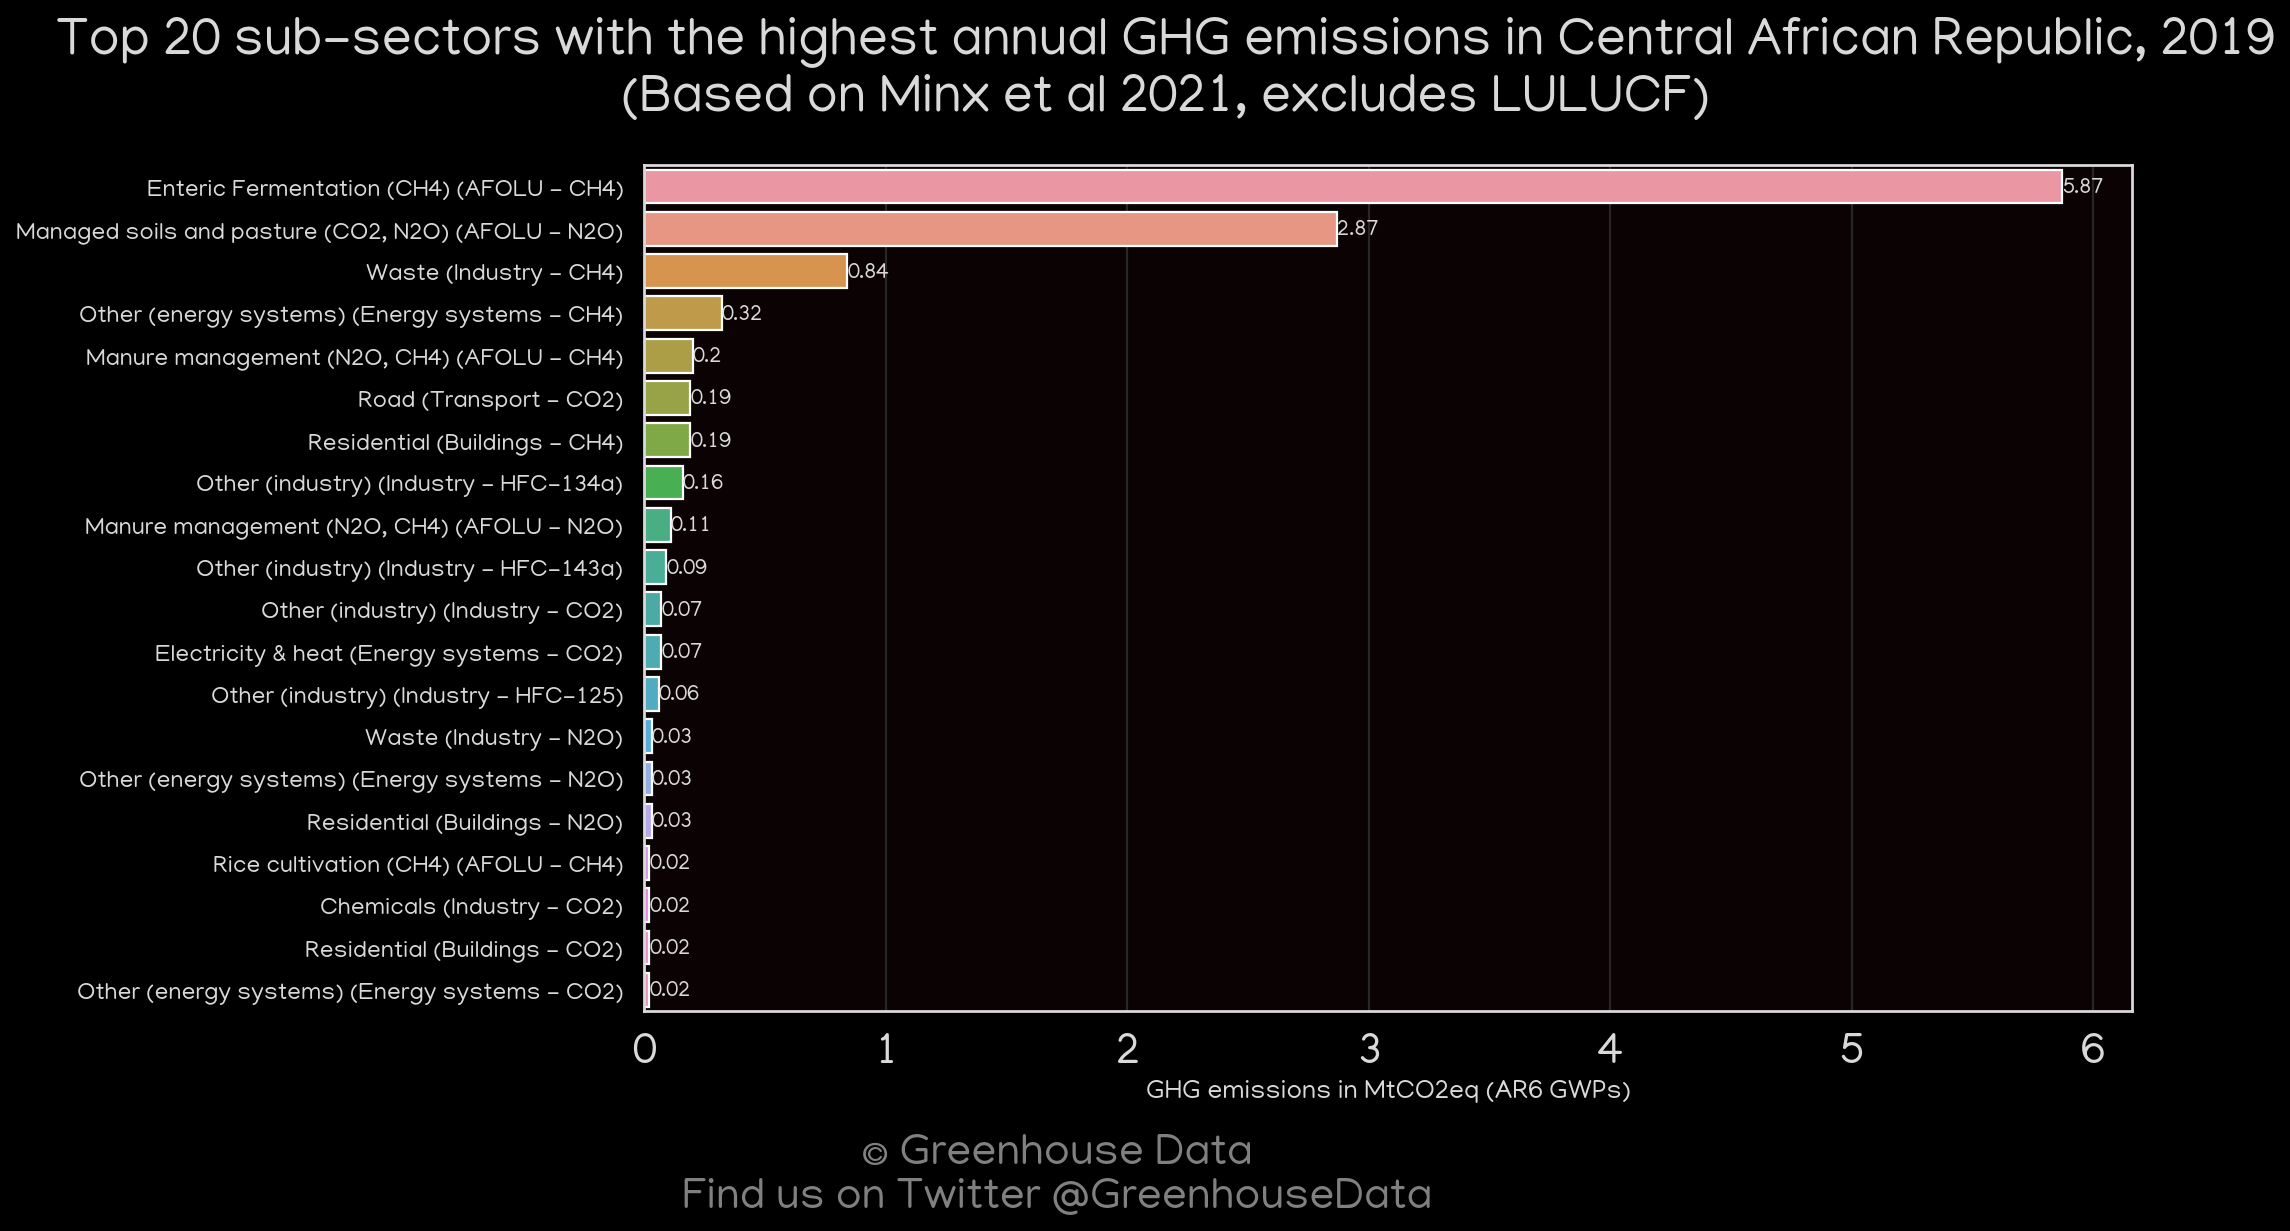 Top 20 sub-sectors with the highest annual GHG emissions in Central African Republic, 2019
(Based on Minx et al 2021, excludes LULUCF)
Enteric Fermentation (CH4) (AFOLU - CH4) 5.87
Managed soils and pasture (CO2, N2O) (AFOLU - N2O) 2.87
Waste (Industry - CH4) 0.84
Other (energy systems) (Energy systems - CH4) 0.32
Manure management (N2O, CH4) (AFOLU - CH4) 0.2
Road (Transport - CO2) 0.19
Residential (Buildings - CH4) 0.19
Other (industry) (Industry - HFC-134a) 0.16
Manure management (N2O, CH4) (AFOLU - N2O) 0.11
Other (industry) (Industry - HFC-143a) 0.09
Other (industry) (Industry - CO2) 0.07
Electricity & heat (Energy systems - CO2) 0.07
Other (industry) (Industry - HFC-125) 0.06
Waste (Industry - N2O) 0.03
Other (energy systems) (Energy systems - N2O) 0.03
Residential (Buildings - N2O) 0.03
Rice cultivation (CH4) (AFOLU - CH4) 0.02
Chemicals (Industry - CO2) 0.02
Residential (Buildings - CO2) 0.02
Other (energy systems) (Energy systems - CO2) 0.02
0 1 2 3 4 5 6
GHG emissions in MtCO2eq (AR6 GWPs)
© Greenhouse Data
Find us on Twitter @GreenhouseData